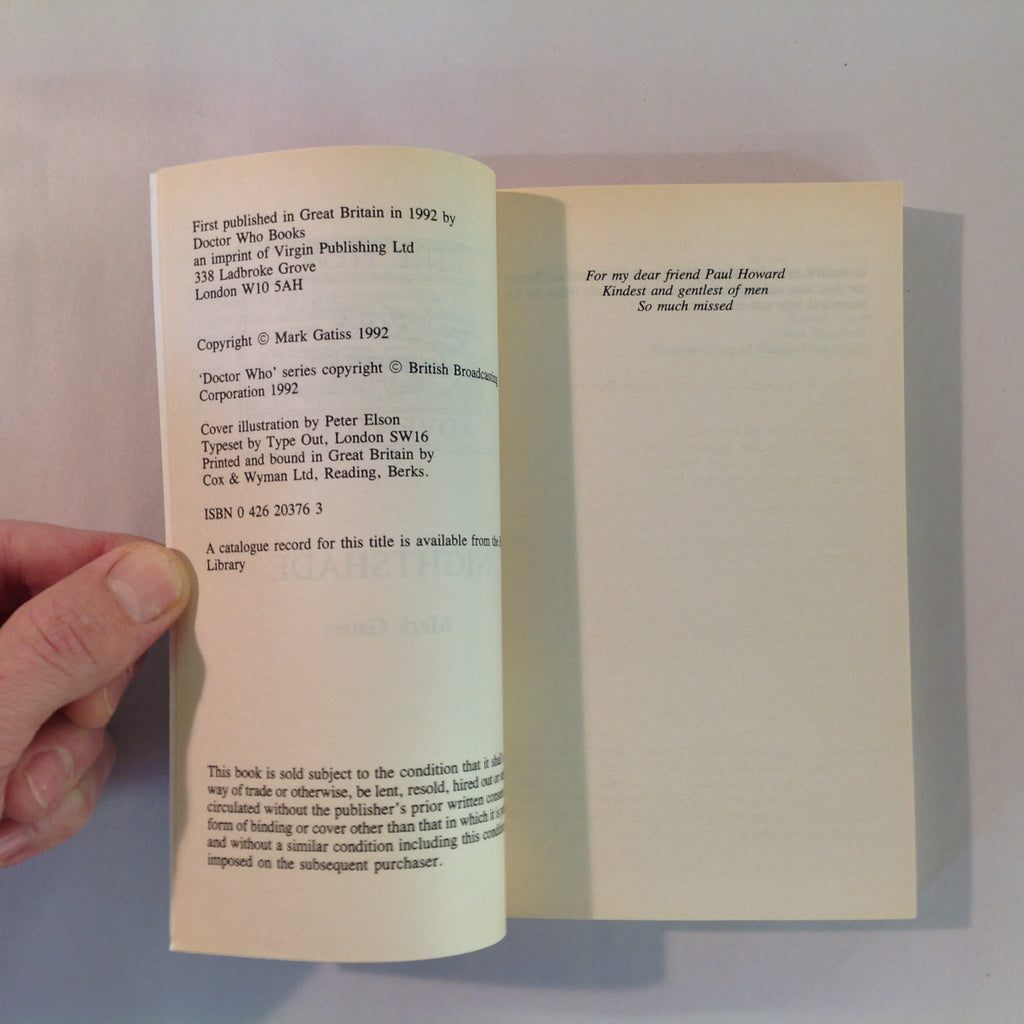 First published in Great Britain in 1992 by
Doctor Who Books
an imprint of Virgin Publishing Ltd
338 Ladbroke Grove
London W10 5AH
Copyright © Mark Gatiss 1992
'Doctor Who' series copyright © British Broadcasting
Corporation 1992
Cover illustration by Peter Elson
Typeset by Type Out, London SW16
Printed and bound in Great Britain by
Cox & Wyman Ltd, Reading, Berks.
ISBN 0 426 20376 3
A catalogue record for this title is available from the
Library
This book is sold subject to the condition that it
way of trade or otherwise, be lent, resold, hired out or
circulated without the publisher's prior written
form of binding or cover other than that in which it is
and without a similar condition including this
imposed on the subsequent purchaser.
For my dear friend Paul Howard
Kindest and gentlest of men
So much missed